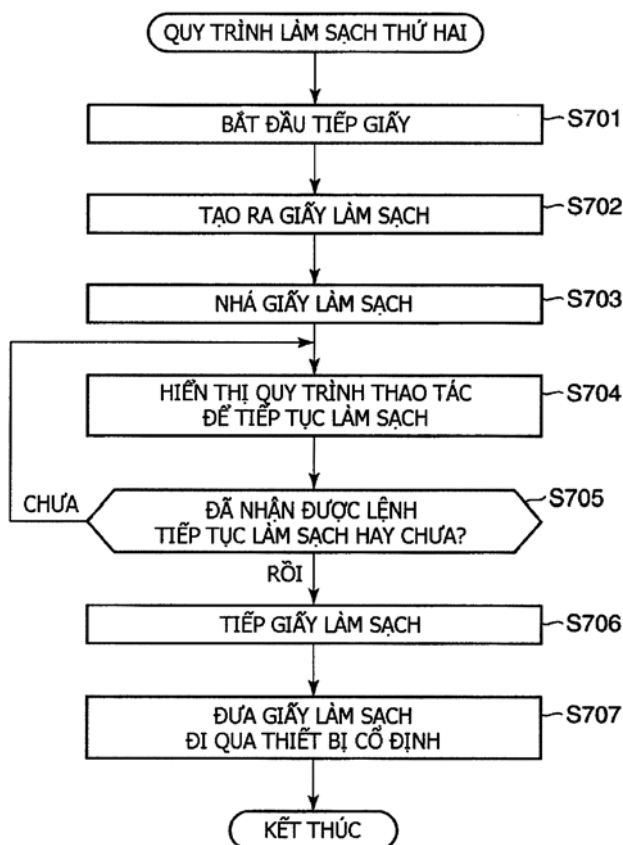 QUY TRÌNH LÀM SẠCH THỨ HAI
BẮT ĐẦU TIẾP GIẤY
S701
TẠO RA GIẤY LÀM SẠCH
S702
NHẢ GIẤY LÀM SẠCH
S703
HIỂN THỊ QUY TRÌNH THAO TÁC
ĐỂ TIẾP TỤC LÀM SẠCH
S704
ĐÃ NHẬN ĐƯỢC LỆNH
TIẾP TỤC LÀM SẠCH HAY CHƯA?
S705
CHƯA
RỒI
TIẾP GIẤY LÀM SẠCH
S706
ĐƯA GIẤY LÀM SẠCH
ĐI QUA THIẾT BỊ CỐ ĐỊNH
S707
KẾT THÚC